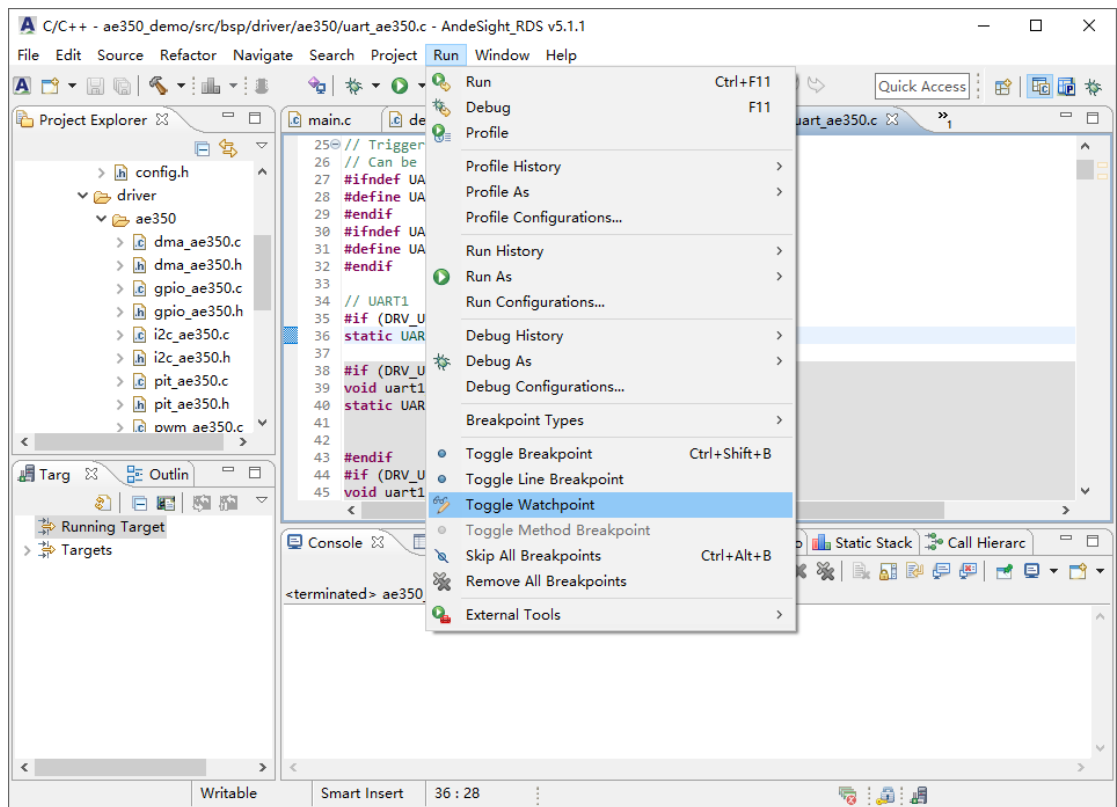 C/C++ - ae350_demo/src/bsp/driver/ae350/uart_ae350.c - AndeSight_RDS v5.1.1
File Edit Source Refactor Navigate Search Project Run Window Help
Quick Access
Project Explorer
config.h
driver
ae350
dma_ae350.c
dma_ae350.h
gpio_ae350.c
gpio_ae350.h
i2c_ae350.c
i2c_ae350.h
pit_ae350.c
pit_ae350.h
pwm_ae350.c
Targ Outlin
Running Target
Targets
main.c de uart_ae350.c »1
25 // Trigger
26 // Can be
27 #ifndef UA
28 #define UA
29 #endif
30 #ifndef UA
31 #define UA
32 #endif
33
34 // UART1
35 #if (DRV_U
36 static UAR
37
38 #if (DRV_U
39 void uart1
40 static UAR
41
42
43 #endif
44 #if (DRV_U
45 void uart1
Run Ctrl+F11
Debug F11
Profile
Profile History
Profile As
Profile Configurations...
Run History
Run As
Run Configurations...
Debug History
Debug As
Debug Configurations...
Breakpoint Types
Toggle Breakpoint Ctrl+Shift+B
Toggle Line Breakpoint
Toggle Watchpoint
Toggle Method Breakpoint
Skip All Breakpoints Ctrl+Alt+B
Remove All Breakpoints
External Tools
Console Static Stack Call Hierarc
<terminated> ae350_
Writable Smart Insert 36 : 28